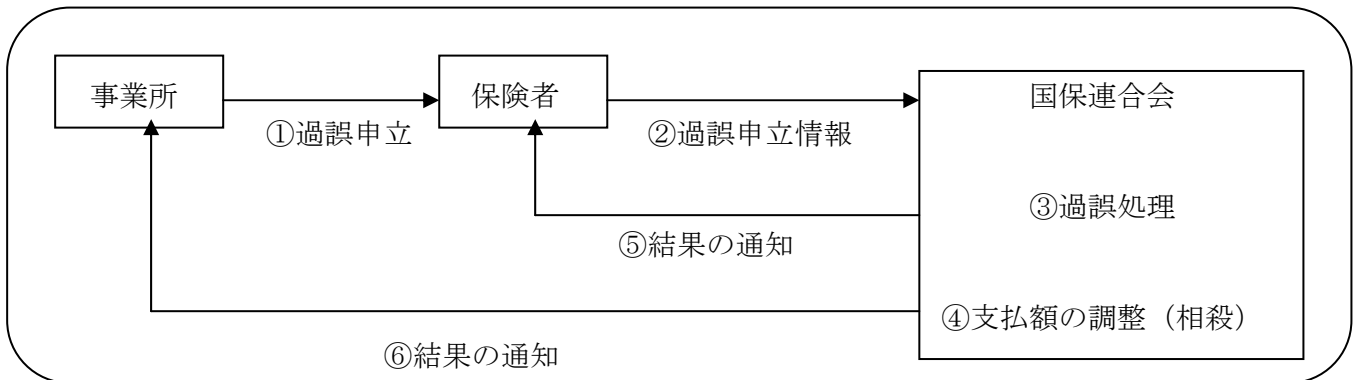 事業所
保険者
国保連合会
①過誤申立
②過誤申立情報
③過誤処理
⑤結果の通知
④支払額の調整（相殺）
⑥結果の通知